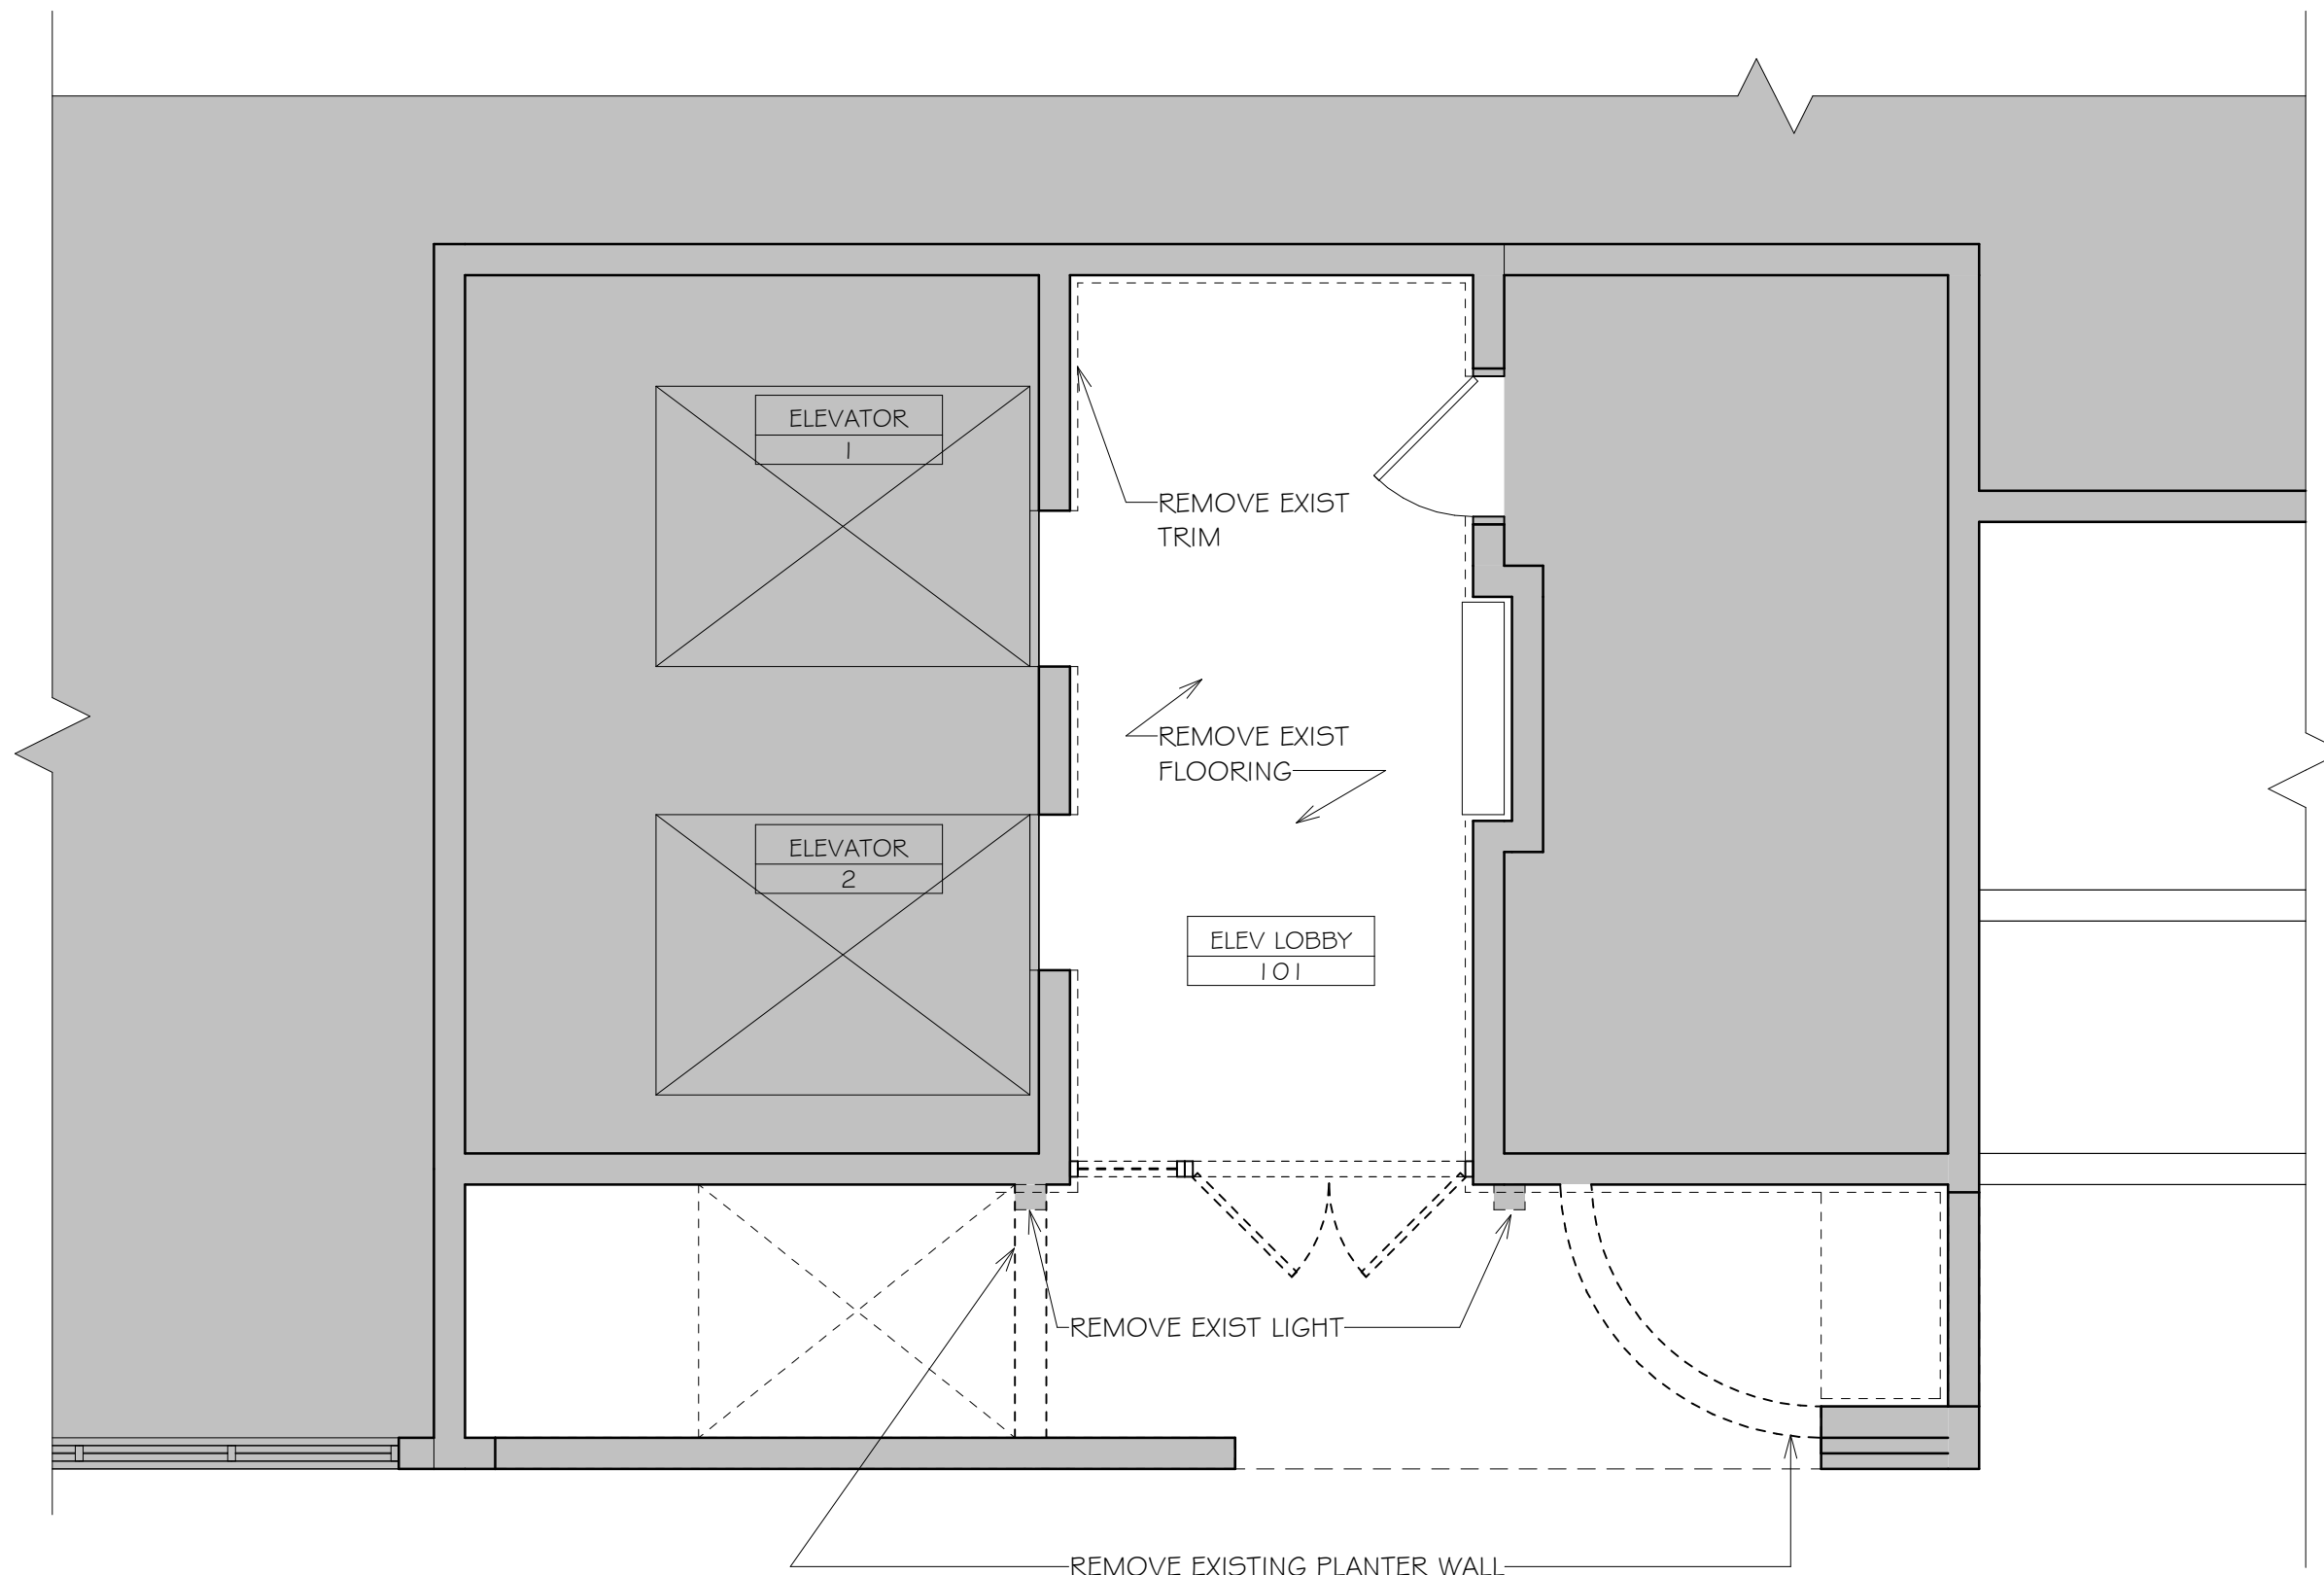 ELEVATOR
1
REMOVE EXIST
TRIM
REMOVE EXIST
FLOORING
ELEVATOR
2
ELEV LOBBY
101
REMOVE EXIST LIGHT
REMOVE EXISTING PLANTER WALL